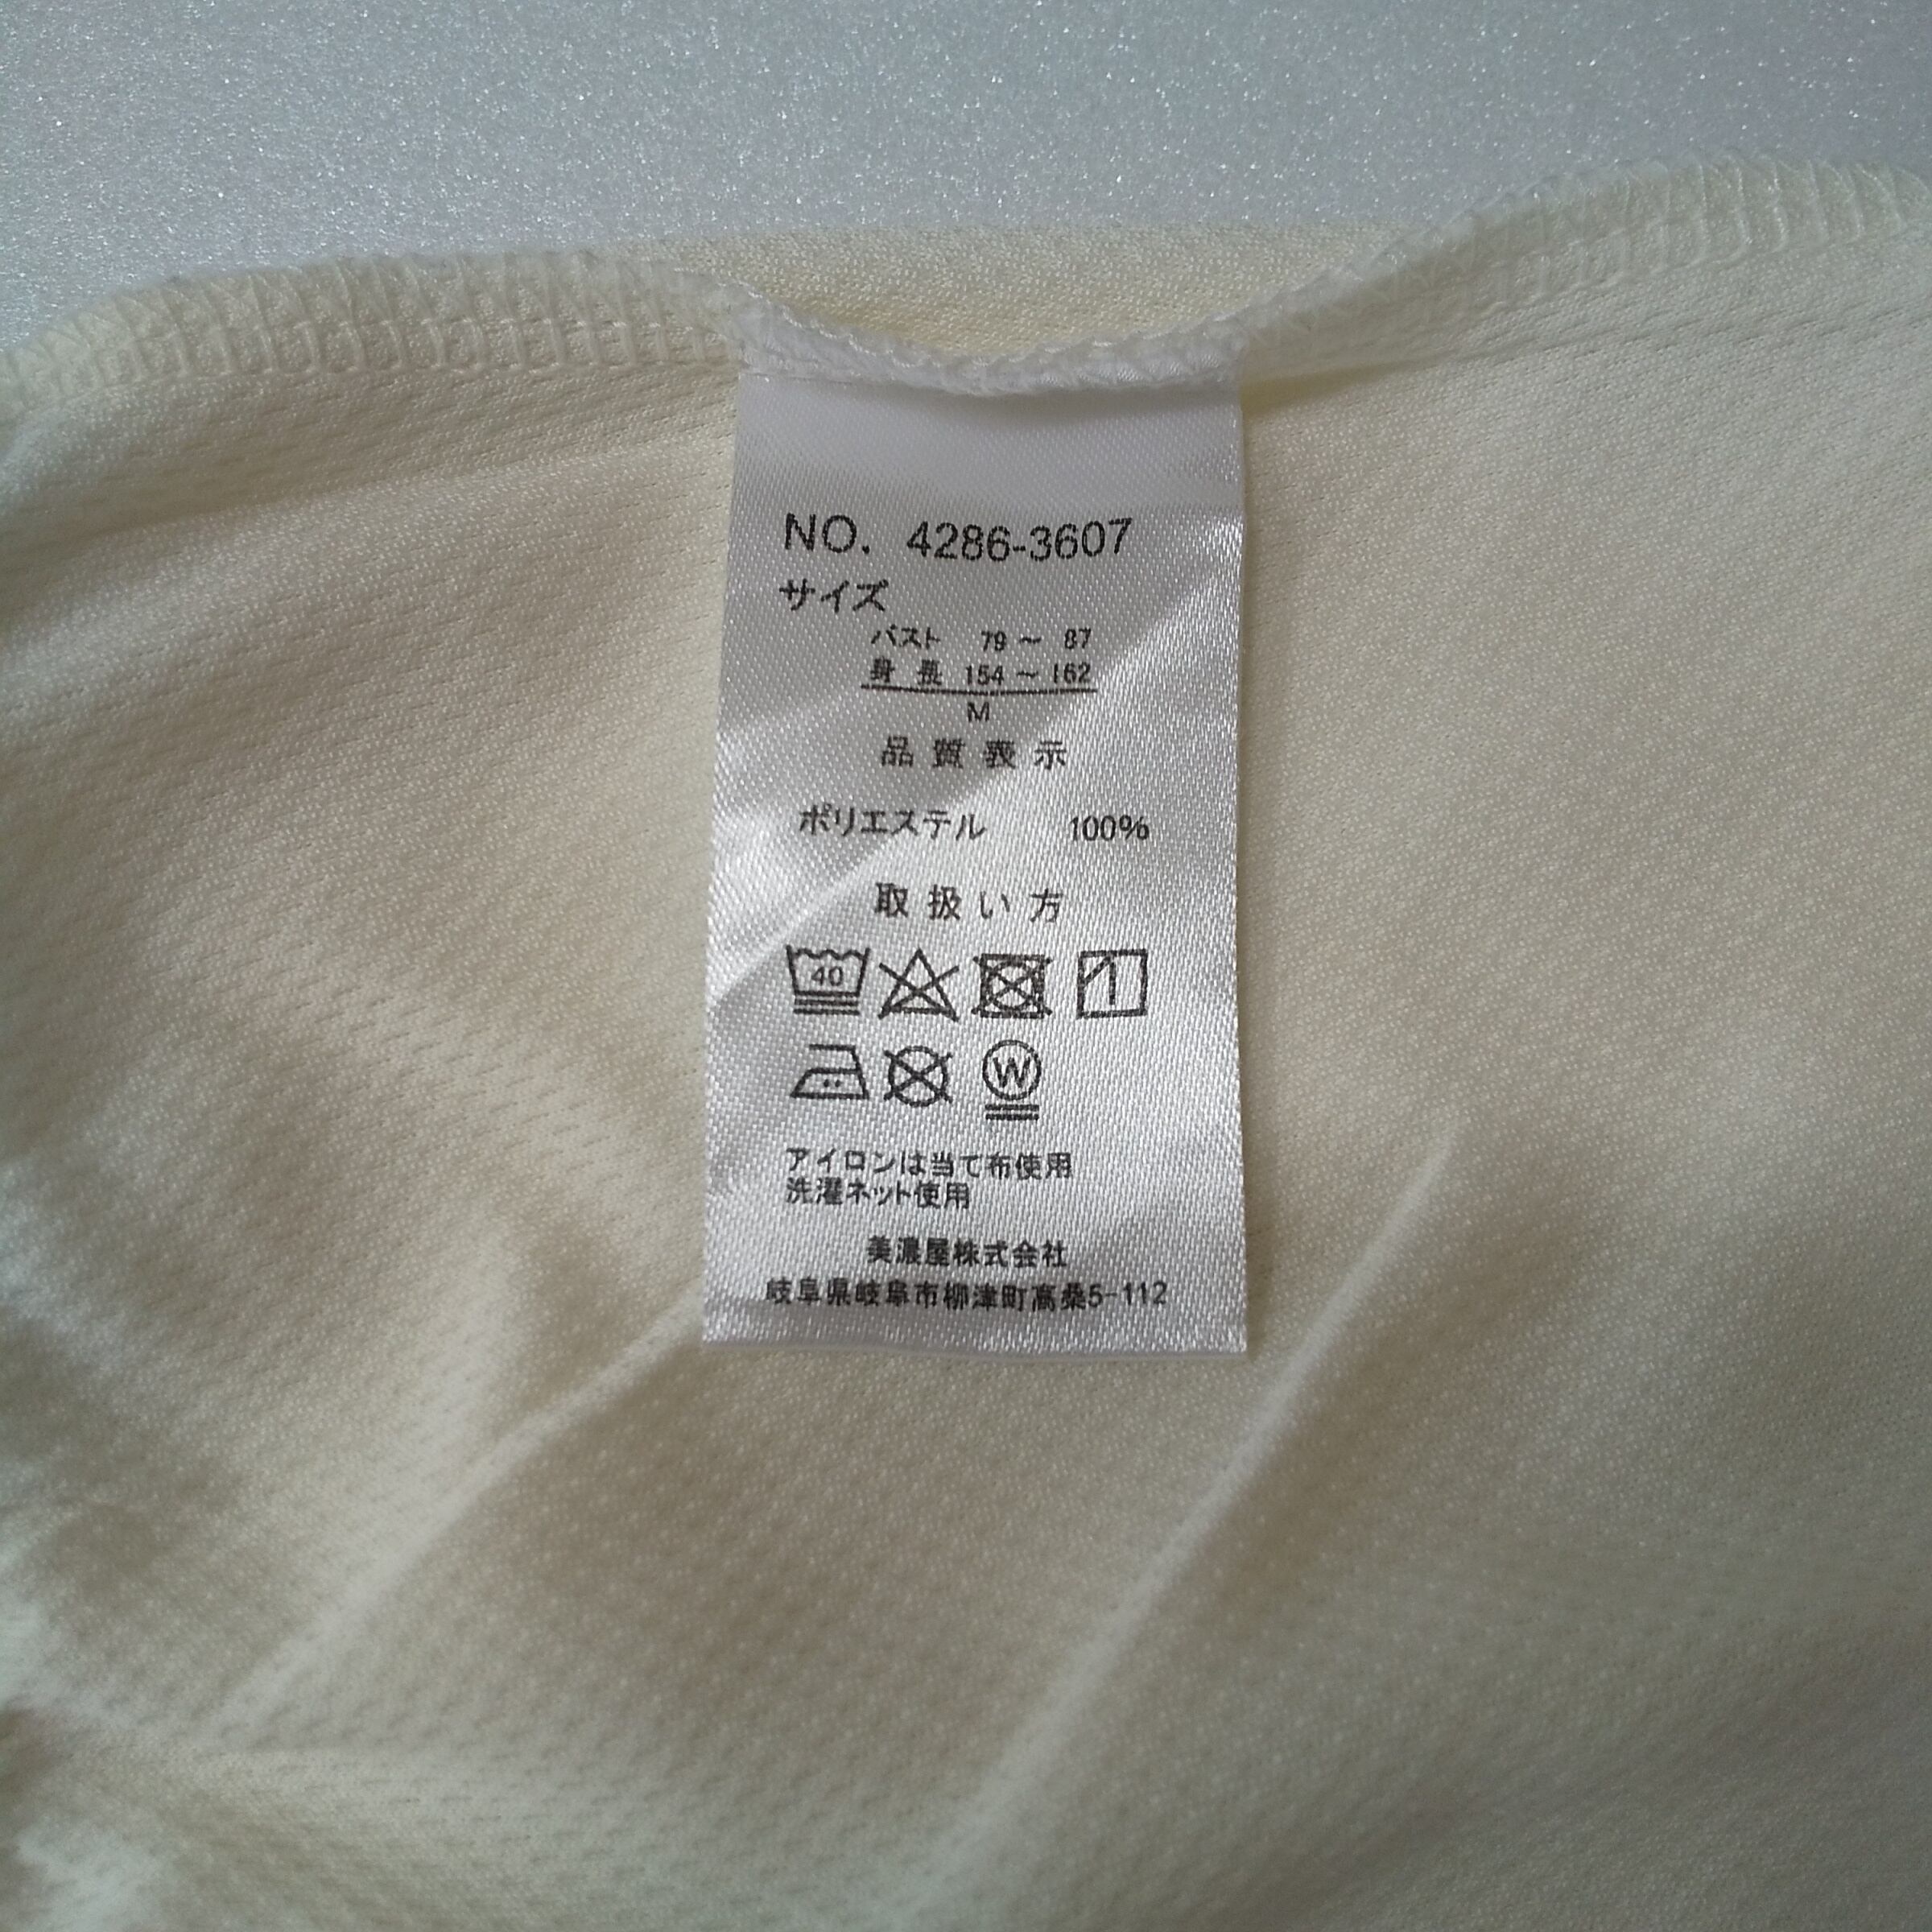 NO. 4286-3607
サイズ
バスト 79 ~ 87
身 長 154 ~ 162
M
品 質 表 示
ポリエステル 100%
取 扱 い 方
40
W
アイロンは当て布使用
洗濯ネット使用
美濃屋株式会社
岐阜県岐阜市柳津町高桑5-112